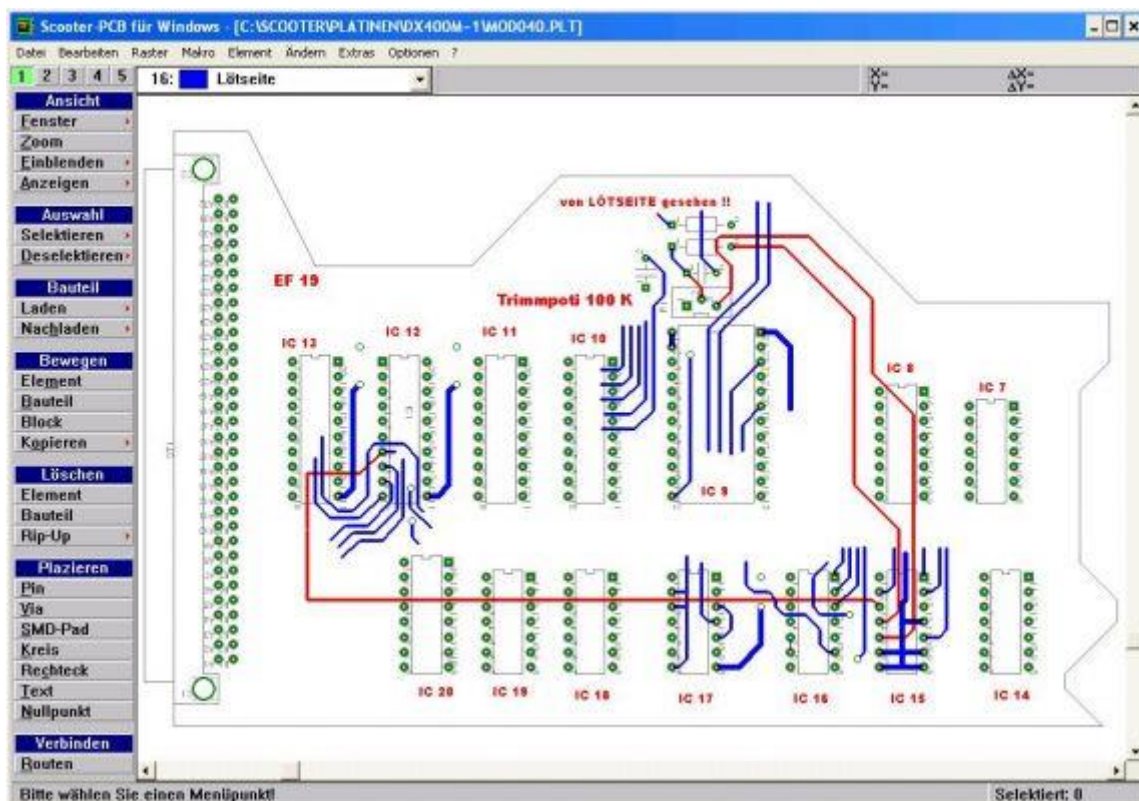 Scooter-PCB für Windows - [C:\SCOOTER\PLATINEN\DX400M~1\MOD040.PLT]
Datei Bearbeiten Raster Makro Element Ändern Extras Optionen ?
1 2 3 4 5 16: Lötseite X= ΔX=
Y= ΔY=
Ansicht
Fenster
Zoom
Einblenden
Anzeigen
Auswahl
Selektieren
Deselektieren
Bauteil
Laden
Nachladen
Bewegen
Element
Bauteil
Block
Kopieren
Löschen
Element
Bauteil
Rip-Up
Plazieren
Pin
Via
SMD-Pad
Kreis
Rechteck
Text
Nullpunkt
Verbinden
Routen
von LÖTSEITE gesehen !!
EF 19
Trimmpoti 100 K
IC 13 IC 12 IC 11 IC 10
IC 8 IC 7
IC 9
IC 20 IC 19 IC 18 IC 17 IC 16 IC 15 IC 14
Bitte wählen Sie einen Menüpunkt! Selektiert: 0